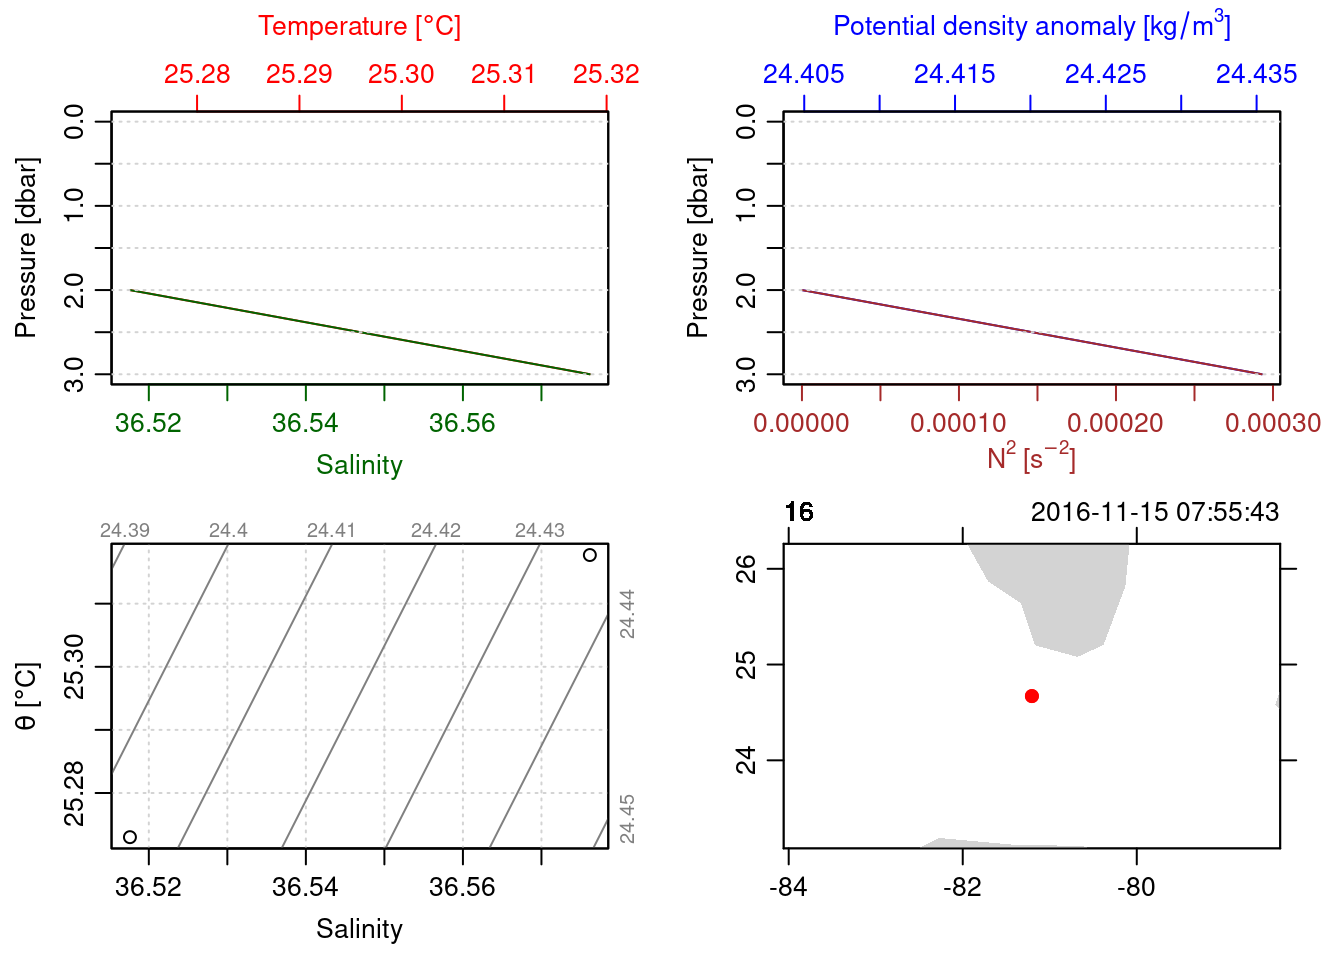 Temperature [°C]
25.28 25.29 25.30 25.31 25.32
0.0
1.0
2.0
3.0
Pressure [dbar]
36.52 36.54 36.56
Salinity
Potential density anomaly [kg/m³]
24.405 24.415 24.425 24.435
0.0
1.0
2.0
3.0
Pressure [dbar]
0.00000 0.00010 0.00020 0.00030
N² [s⁻²]
24.39 24.4 24.41 24.42 24.43
24.44
24.45
25.30
25.28
θ [°C]
36.52 36.54 36.56
Salinity
16 2016-11-15 07:55:43
26
25
24
-84 -82 -80